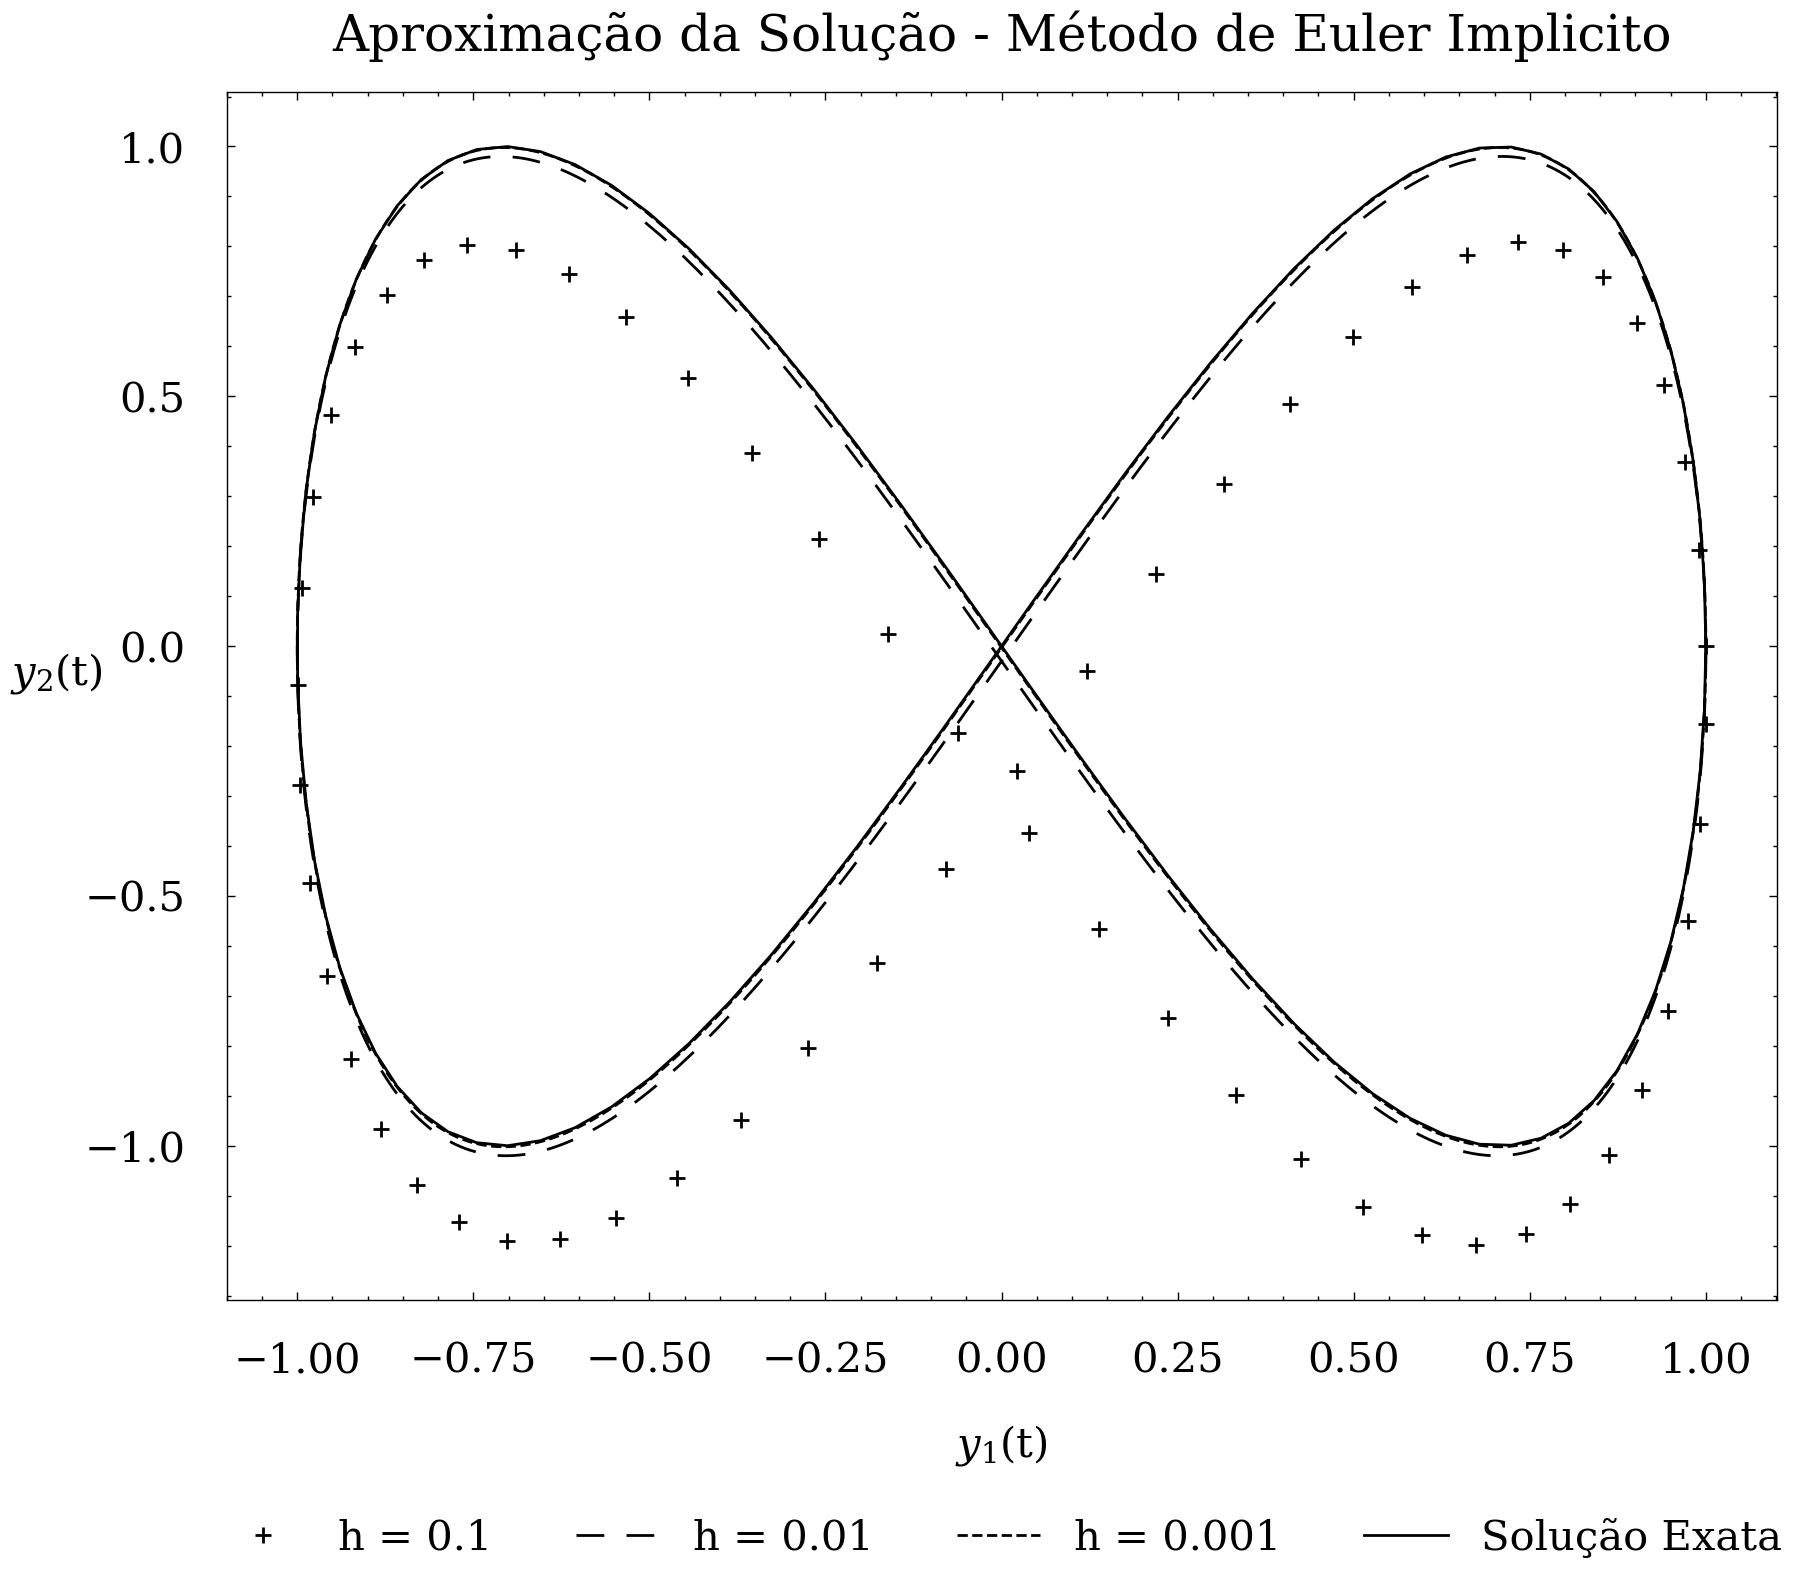 Aproximação da Solução - Método de Euler Implicito
1.0
0.5
0.0
y₂(t)
−0.5
−1.0
−1.00 −0.75 −0.50 −0.25 0.00 0.25 0.50 0.75 1.00
y₁(t)
h = 0.1 h = 0.01 h = 0.001 Solução Exata